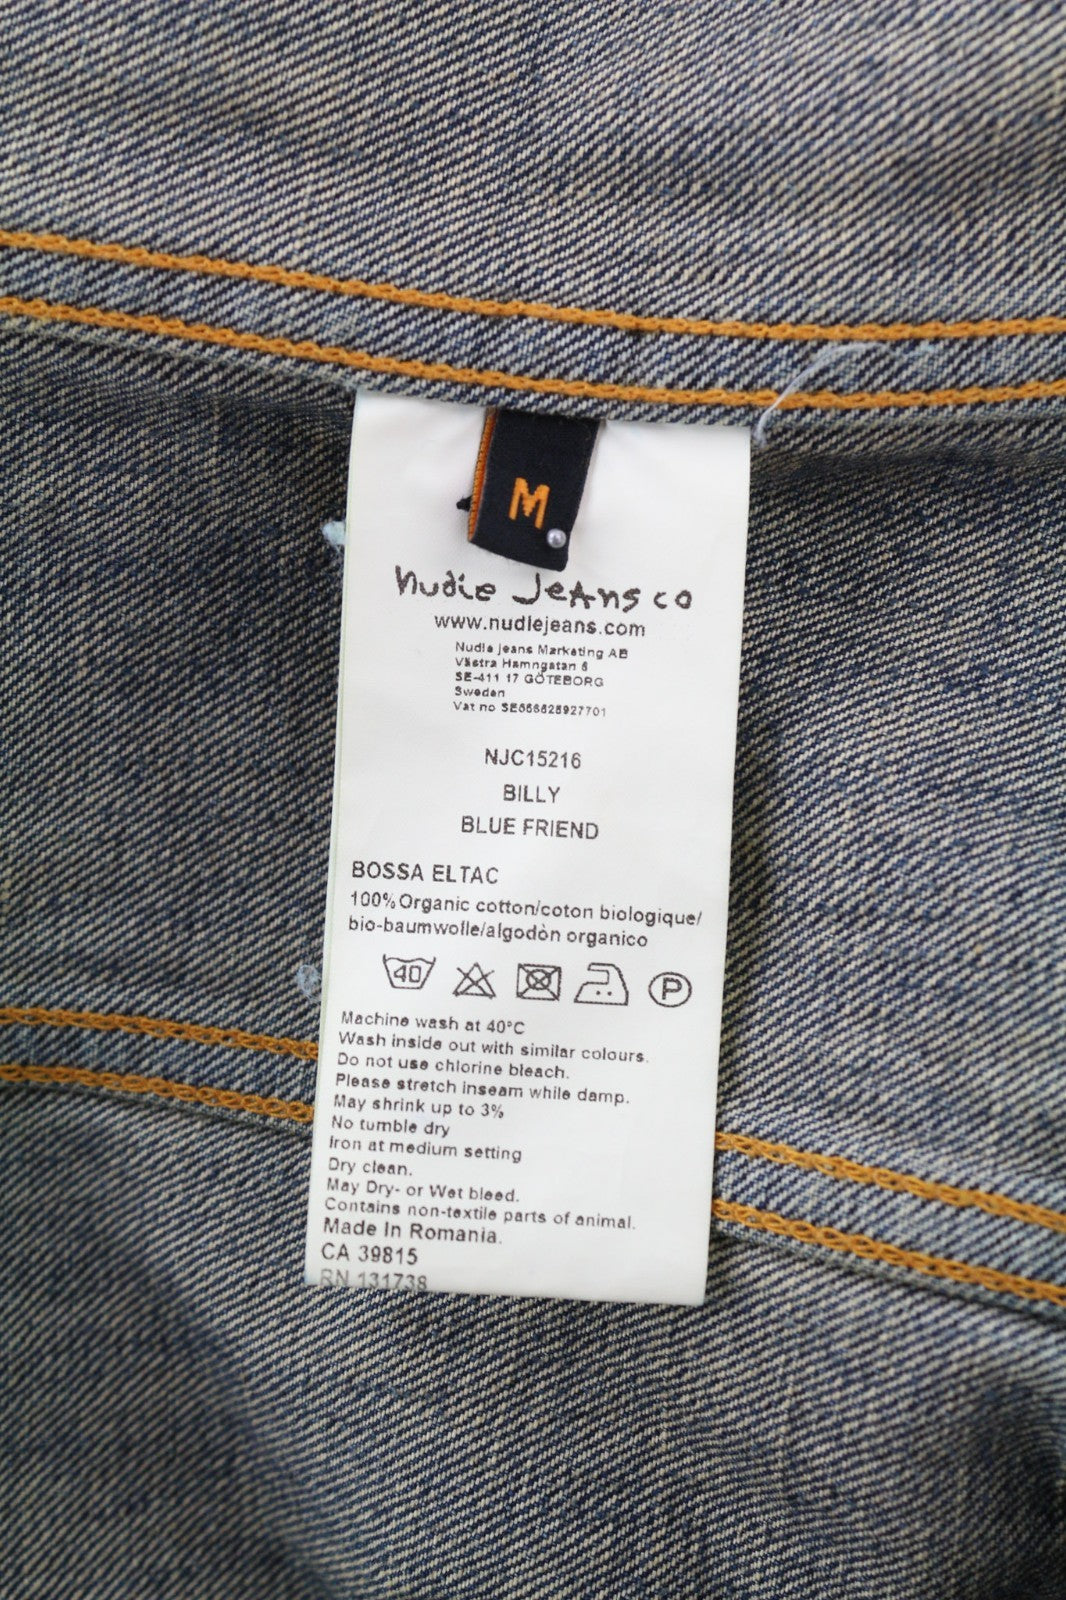 M
nudie Jeans co
www.nudiejeans.com
Nudie Jeans Marketing AB
Västra Hamngatan 6
SE-411 17 GÖTEBORG
Sweden
Vat no
NJC15216
BILLY
BLUE FRIEND
BOSSA ELTAC
100% Organic cotton/coton biologique/
bio-baumwolle/algodòn organico
40 P
Machine wash at 40°C
Wash inside out with similar colours.
Do not use chlorine bleach.
Please stretch inseam while damp.
May shrink up to 3%
No tumble dry
Iron at medium setting
Dry clean.
May Dry- or Wet bleed.
Contains non-textile parts of animal.
Made In Romania.
CA 39815
RN 131738